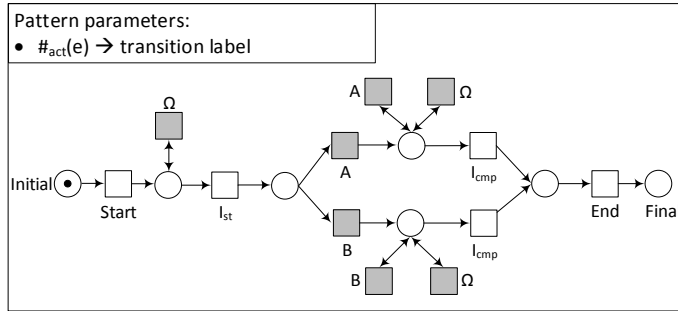 Pattern parameters:
• #act(e) → transition label
A Ω
Ω
Initial
Start
Ist
A
Icmp
B
Icmp
End
Fina
B Ω